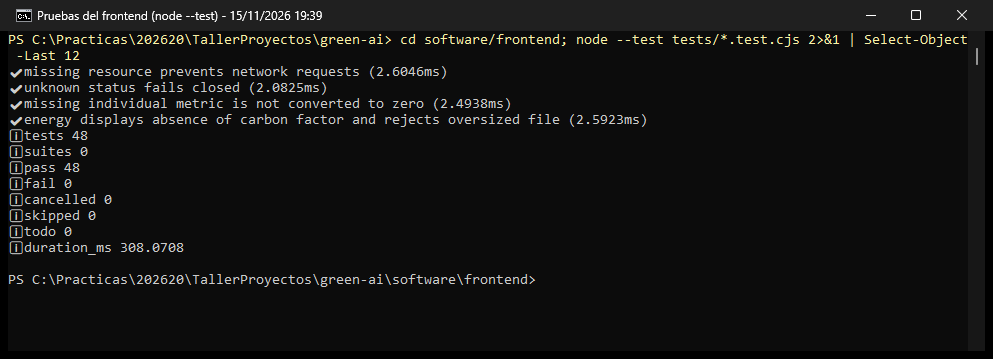 Pruebas del frontend (node --test) - 15/11/2026 19:39
PS C:\Practicas\202620\TallerProyectos\green-ai> cd software/frontend; node --test tests/*.test.cjs 2>&1 | Select-Object
-Last 12
✔missing resource prevents network requests (2.6046ms)
✔unknown status fails closed (2.0825ms)
✔missing individual metric is not converted to zero (2.4938ms)
✔energy displays absence of carbon factor and rejects oversized file (2.5923ms)
ℹtests 48
ℹsuites 0
ℹpass 48
ℹfail 0
ℹcancelled 0
ℹskipped 0
ℹtodo 0
ℹduration_ms 308.0708
PS C:\Practicas\202620\TallerProyectos\green-ai\software\frontend>